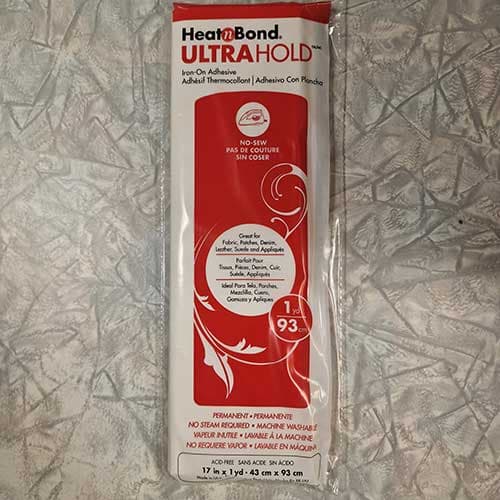 HeatnBond®
ULTRAHOLD
Iron-On Adhesive
Adhésif Thermocollant | Adhesivo Con Plancha
NO-SEW
PAS DE COUTURE
SIN COSER
Great for
Fabric, Patches, Denim,
Leather, Suede and Appliqués
Parfait Pour
Tissus, Pièces, Denim, Cuir,
Suède, Appliqués
Ideal Para Tela, Parches,
Mezclilla, Cuero,
Gamuza y Apliques
1 yd
93 cm
PERMANENT • PERMANENTE
NO STEAM REQUIRED • MACHINE WASHABLE
VAPEUR INUTILE • LAVABLE À LA MACHINE
NO REQUIERE VAPOR • LAVABLE EN MÁQUINA
ACID-FREE SANS ACIDE SIN ÁCIDO
17 in x 1 yd - 43 cm x 93 cm
Made in